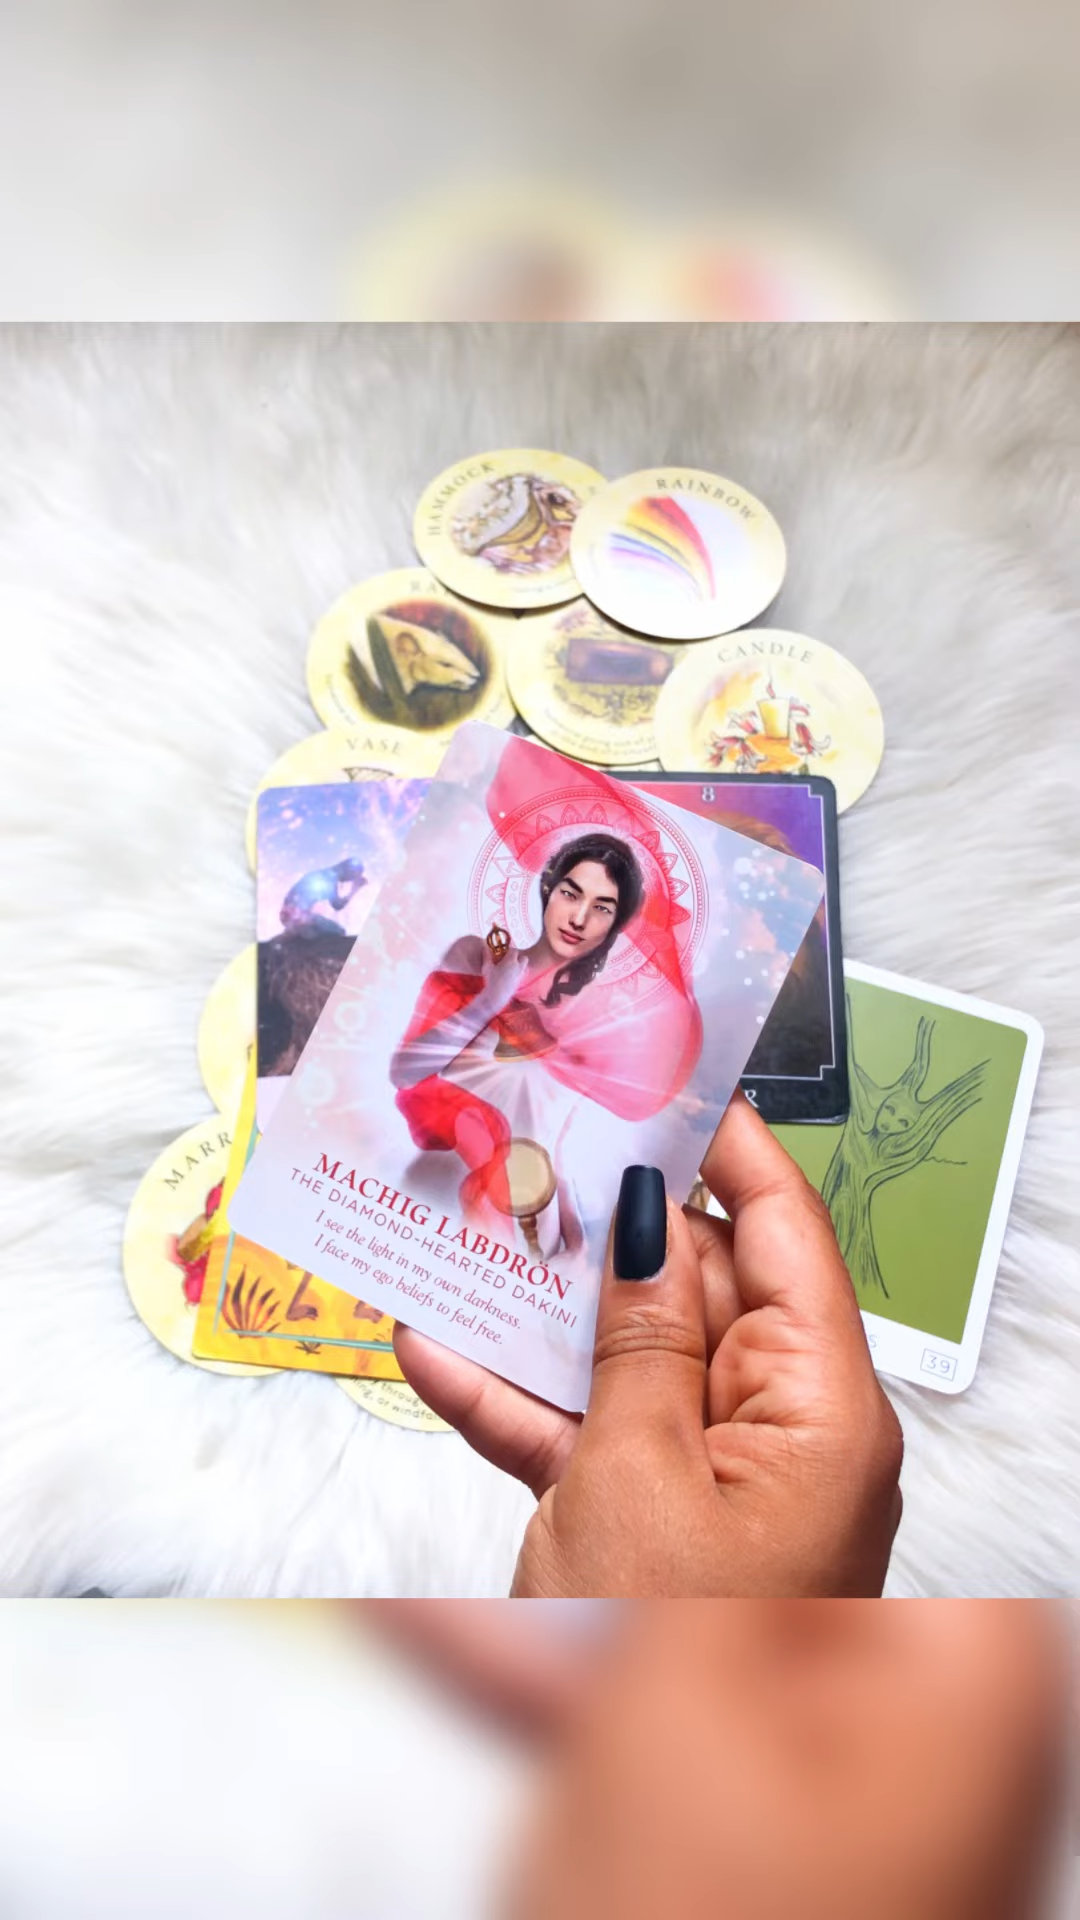 HAMMOCK
RAINBOW
CANDLE
VASE
8
MACHIG LABDRÖN
THE DIAMOND-HEARTED DAKINI
I see the light in my own darkness.
I face my ego beliefs to feel free.
39